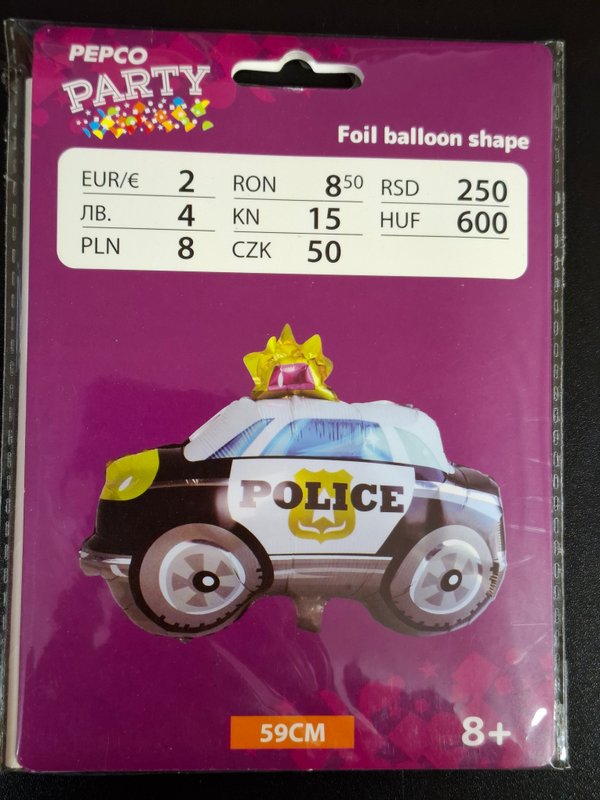 PEPCO
PARTY
Foil balloon shape
EUR/€ 2 RON 8⁵⁰ RSD 250
ЛВ. 4 KN 15 HUF 600
PLN 8 CZK 50
POLICE
59CM
8+